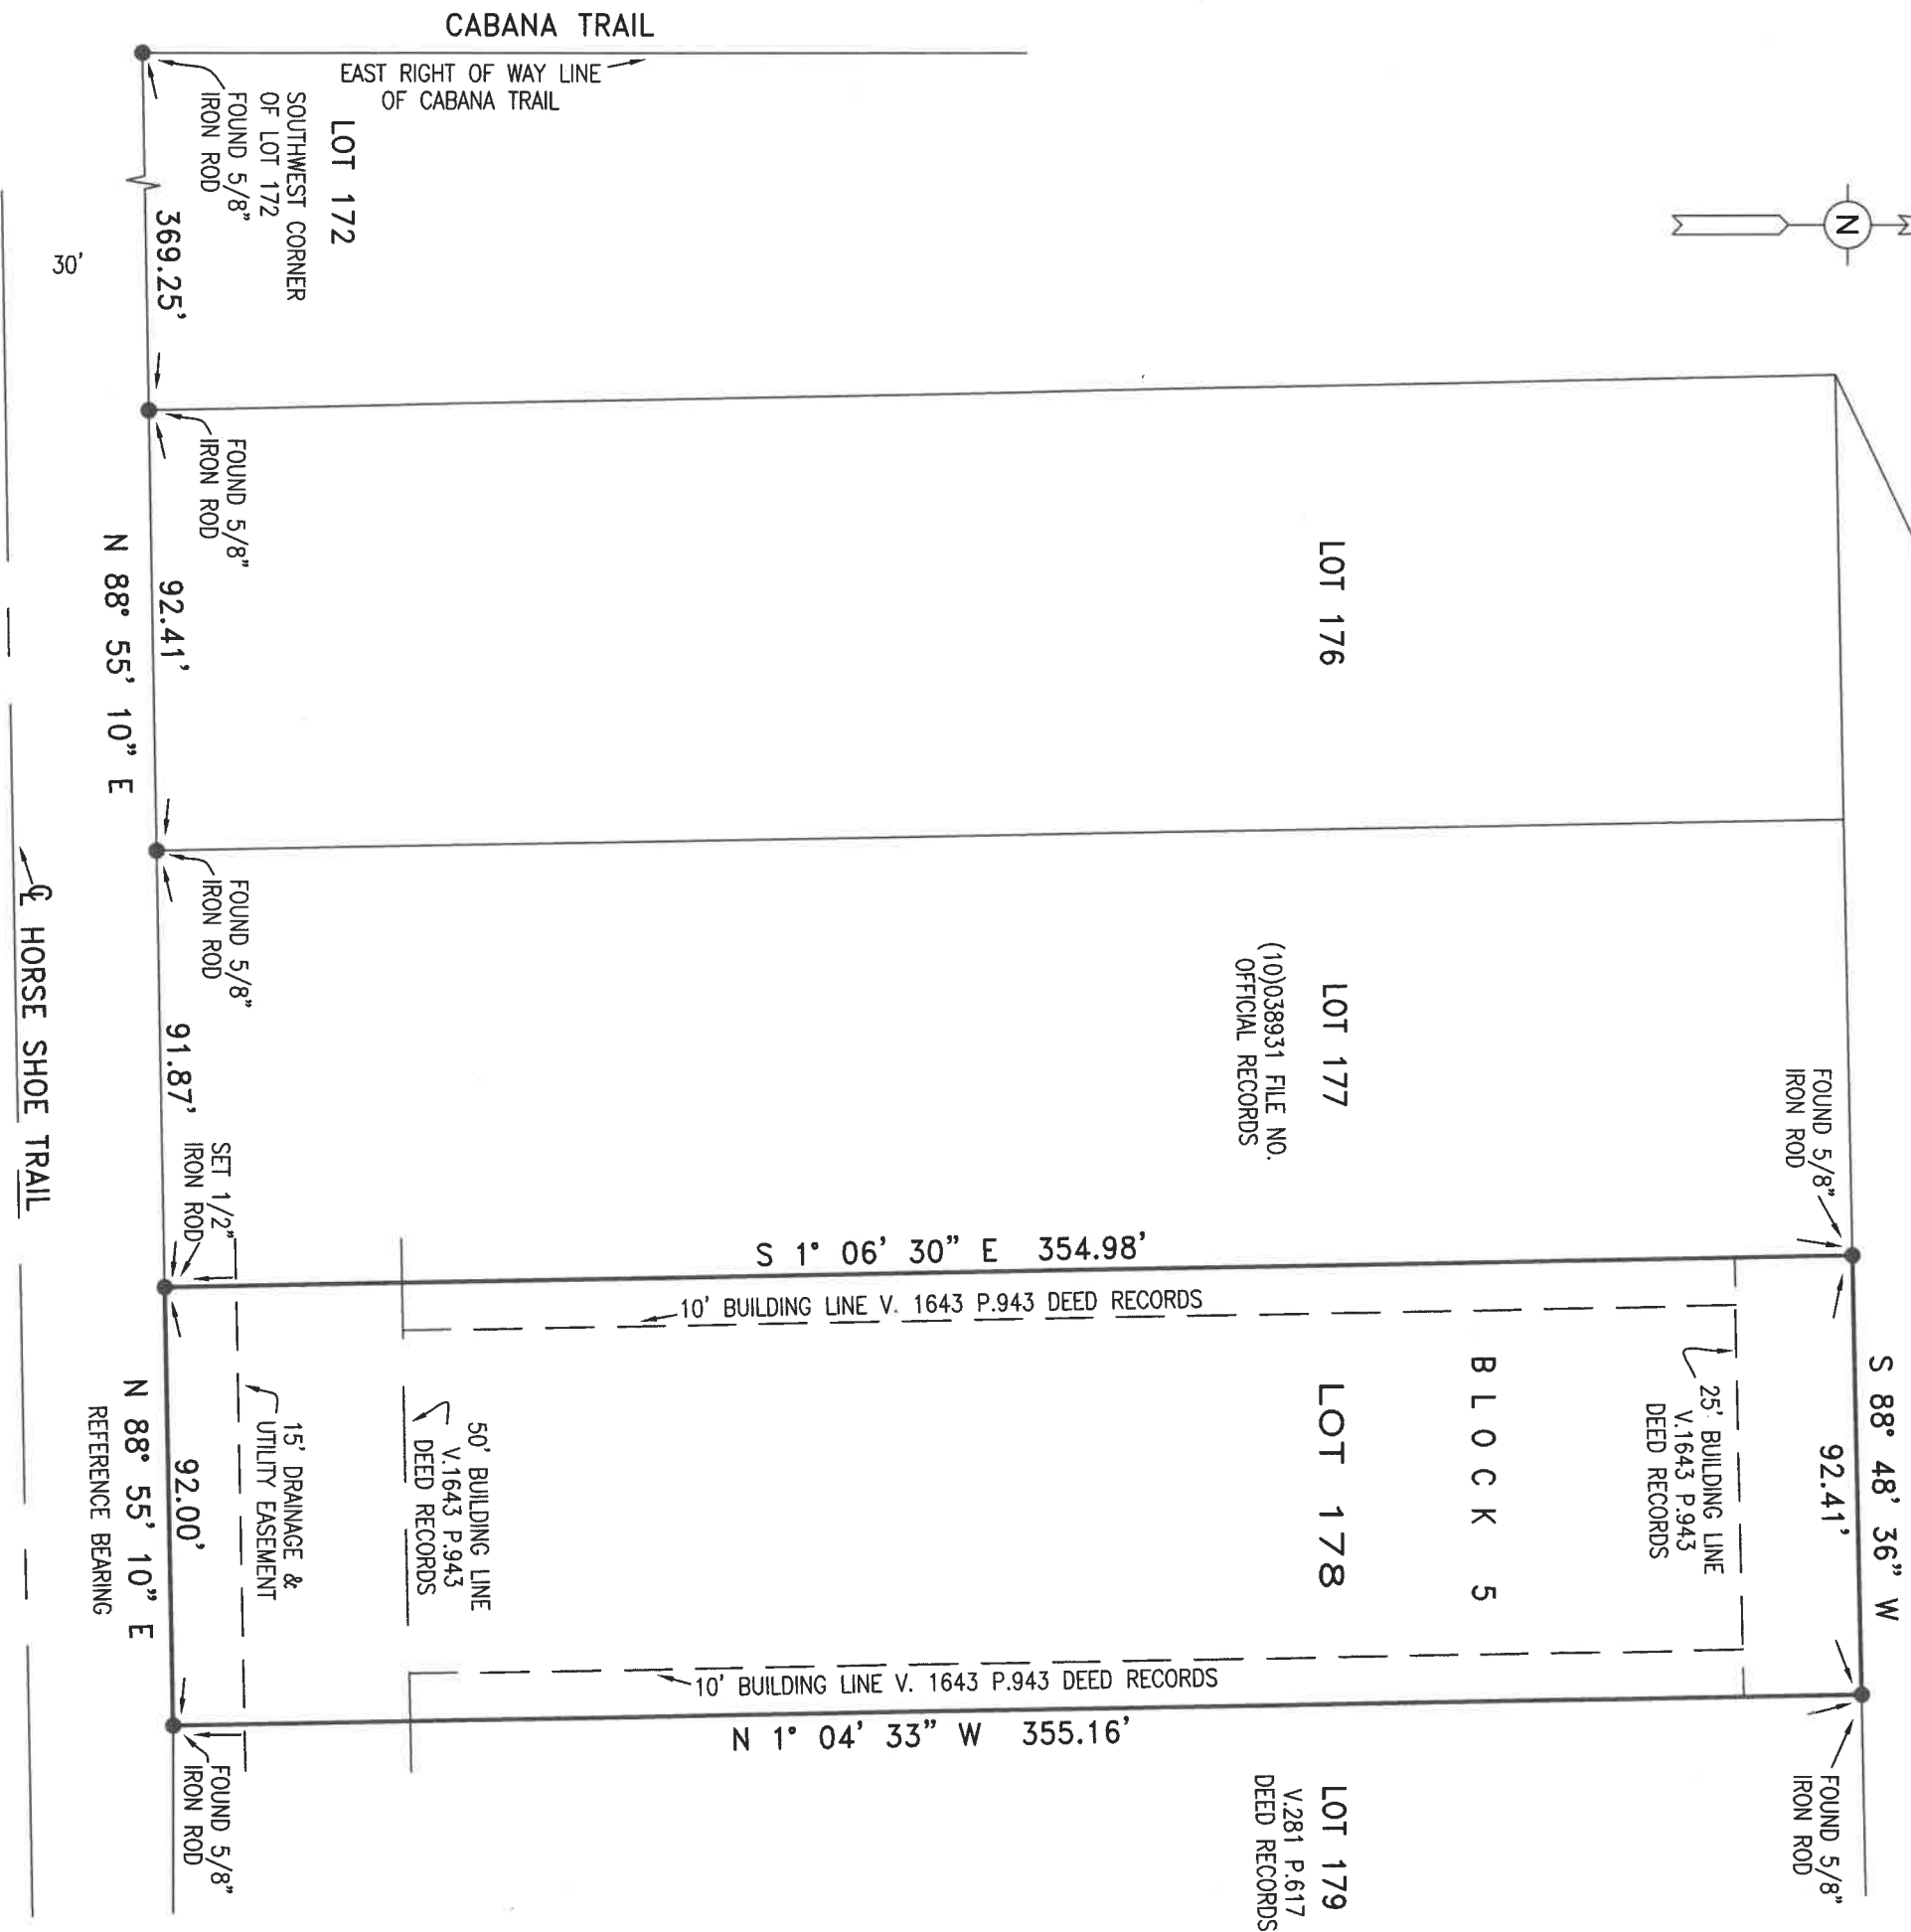 CABANA TRAIL
EAST RIGHT OF WAY LINE
OF CABANA TRAIL
LOT 172
SOUTHWEST CORNER
OF LOT 172
FOUND 5/8"
IRON ROD
N
30'
369.25'
FOUND 5/8"
IRON ROD
92.41'
N 88° 55' 10" E
LOT 176
FOUND 5/8"
IRON ROD
91.87'
LOT 177
(10)038931 FILE NO.
OFFICIAL RECORDS
FOUND 5/8"
IRON ROD
SET 1/2"
IRON ROD
℄ HORSE SHOE TRAIL
S 1° 06' 30" E 354.98'
10' BUILDING LINE V. 1643 P.943 DEED RECORDS
S 88° 48' 36" W
92.41'
25' BUILDING LINE
V.1643 P.943
DEED RECORDS
BLOCK 5
LOT 178
50' BUILDING LINE
V.1643 P.943
DEED RECORDS
15' DRAINAGE &
UTILITY EASEMENT
92.00'
N 88° 55' 10" E
REFERENCE BEARING
10' BUILDING LINE V. 1643 P.943 DEED RECORDS
N 1° 04' 33" W 355.16'
FOUND 5/8"
IRON ROD
FOUND 5/8"
IRON ROD
LOT 179
V.281 P.617
DEED RECORDS